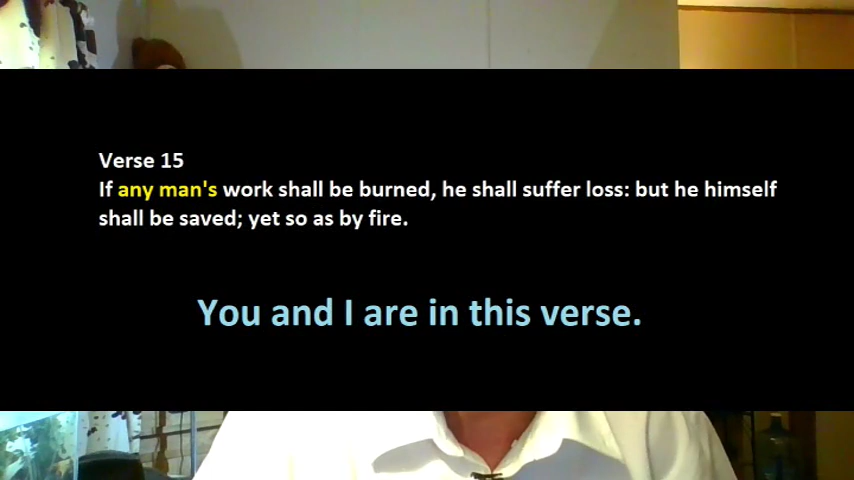 Verse 15
If any man's work shall be burned, he shall suffer loss: but he himself
shall be saved; yet so as by fire.
You and I are in this verse.